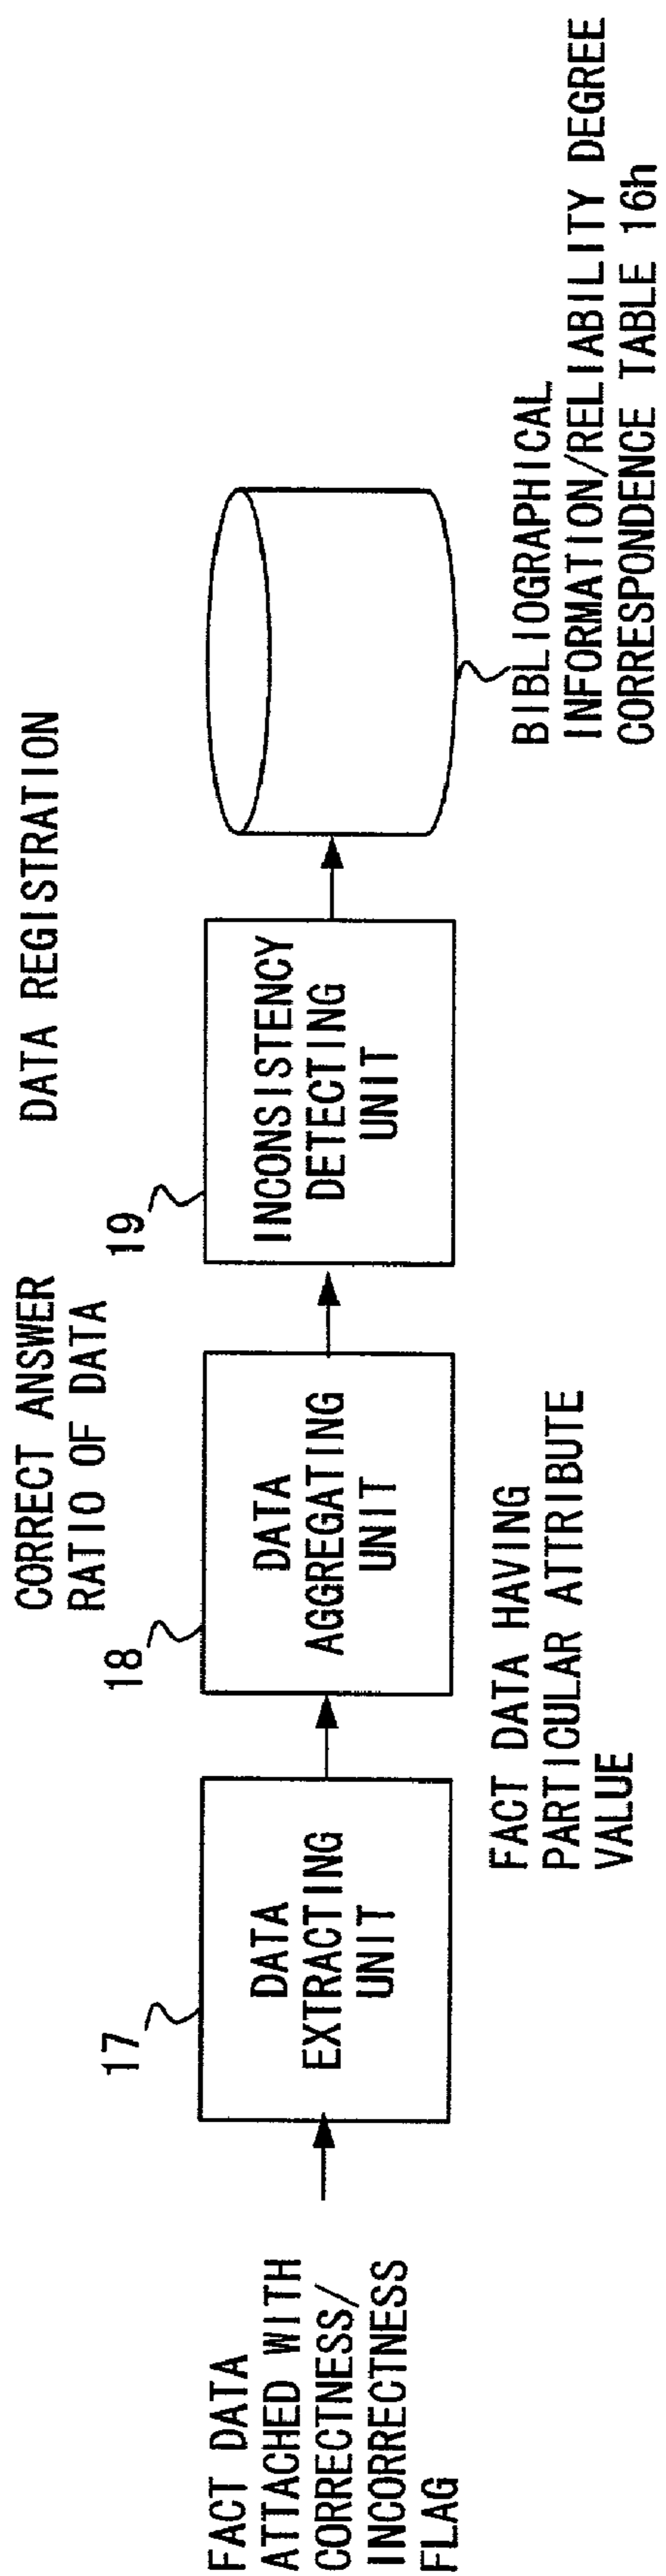 FACT DATA
ATTACHED WITH
CORRECTNESS/
INCORRECTNESS
FLAG
17
DATA
EXTRACTING
UNIT
FACT DATA HAVING
PARTICULAR ATTRIBUTE
VALUE
18
DATA
AGGREGATING
UNIT
CORRECT ANSWER
RATIO OF DATA
19
INCONSISTENCY
DETECTING
UNIT
DATA REGISTRATION
BIBLIOGRAPHICAL
INFORMATION/RELIABILITY DEGREE
CORRESPONDENCE TABLE 16h